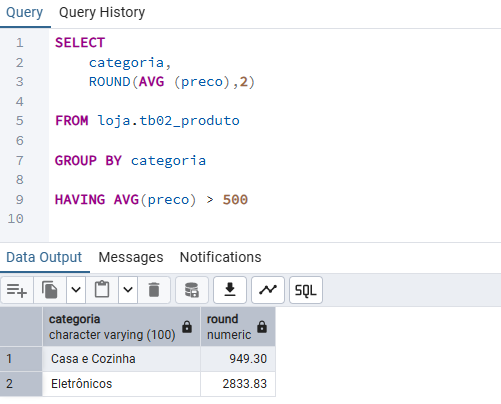 Query Query History
1 SELECT
2 categoria,
3 ROUND(AVG (preco),2)
4
5 FROM loja.tb02_produto
6
7 GROUP BY categoria
8
9 HAVING AVG(preco) > 500
10
Data Output Messages Notifications
SQL
categoria round
character varying (100) numeric
1 Casa e Cozinha 949.30
2 Eletrônicos 2833.83